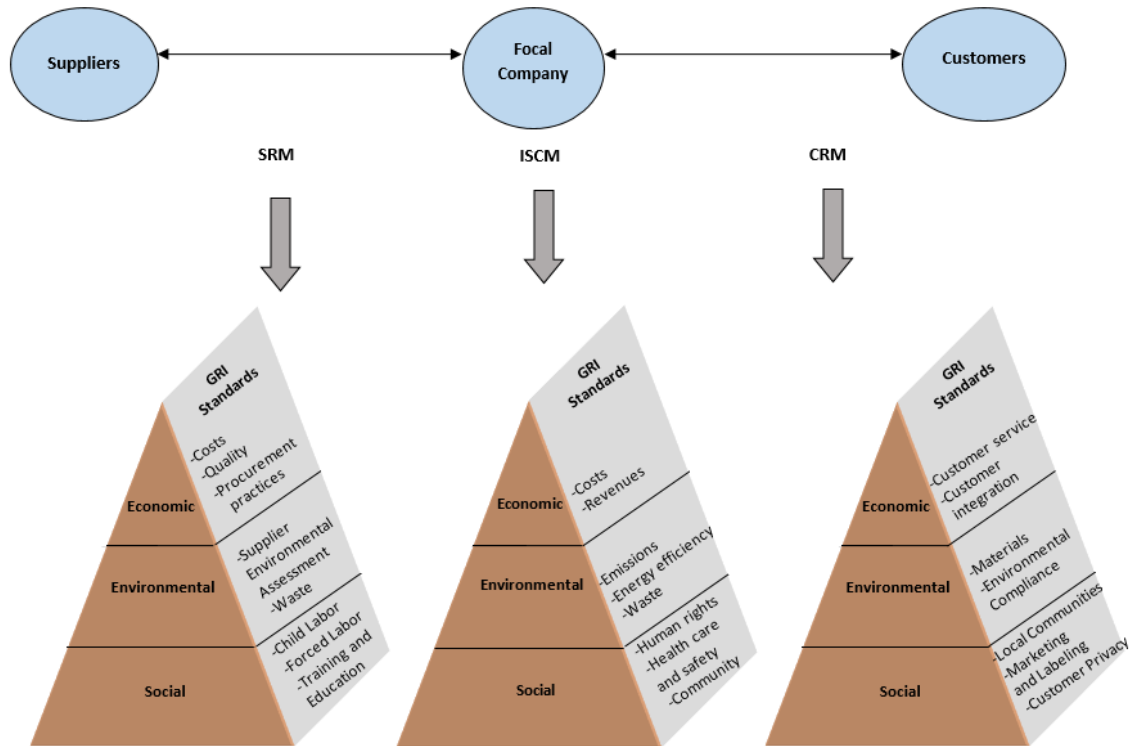 Suppliers
Focal
Company
Customers
SRM
ISCM
CRM
GRI
Standards
-Costs
-Quality
-Procurement
practices
Economic
-Supplier
Environmental
Assessment
-Waste
Environmental
-Child Labor
-Forced Labor
-Training and
Education
Social
GRI
Standards
-Costs
-Revenues
Economic
-Emissions
-Energy efficiency
-Waste
Environmental
-Human rights
-Health care
and safety
-Community
Social
GRI
Standards
-Customer service
-Customer
integration
Economic
-Materials
-Environmental
Compliance
Environmental
-Local Communities
-Marketing
and Labeling
-Customer Privacy
Social